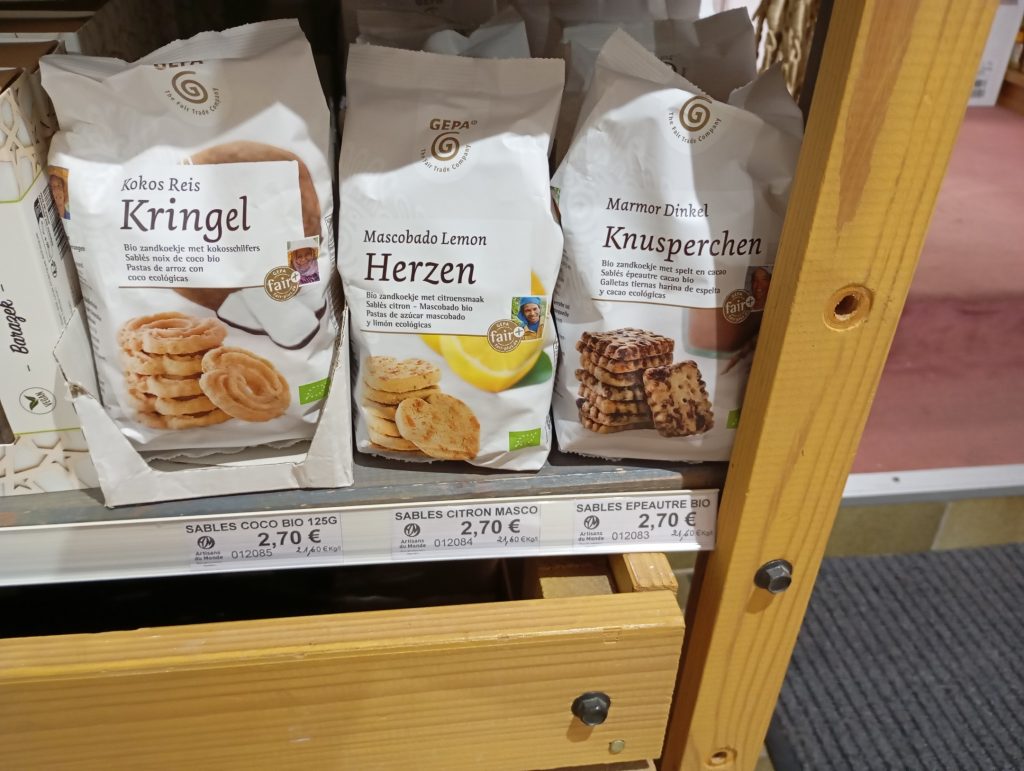 GEPA
The Fair Trade Company
Kokos Reis
Kringel
Bio zandkoekje met kokosschilfers
Sablés noix de coco bio
Pastas de arroz con
coco ecológicas
GEPA
fair+
GEPA
The Fair Trade Company
Mascobado Lemon
Herzen
Bio zandkoekje met citroensmaak
Sablés citron - Mascobado bio
Pastas de azúcar mascobado
y limón ecológicas
GEPA
fair+
The Fair Trade Company
Marmor Dinkel
Knusperchen
Bio zandkoekje met spelt en cacao
Sablés épeautre cacao bio
Galletas tiernas harina de espelta
y cacao ecológicas
fair+
Barazek -
VEGAN
SABLES COCO BIO 125G
2,70 €
Artisans
du Monde
012085
21,60 €Kg/l
SABLES CITRON MASCO
2,70 €
Artisans
du Monde
012084
21,60 €Kg/l
SABLES EPEAUTRE BIO
2,70 €
Artisans
du Monde
012083
21,60 €Kg/l